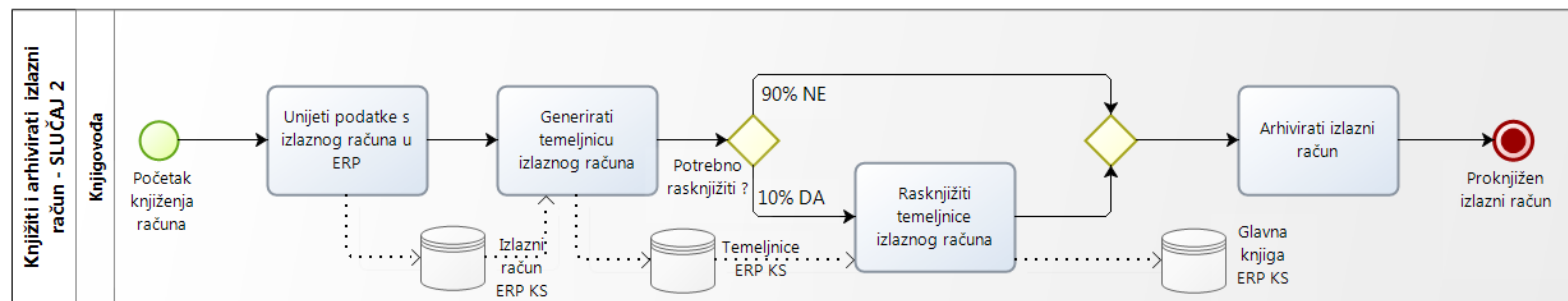 Knjižiti i arhivirati izlazni
račun - SLUČAJ 2
Knjigovođa
Početak
knjiženja
računa
Unijeti podatke s
izlaznog računa u
ERP
Izlazni
račun
ERP KS
Generirati
temeljnicu
izlaznog računa
Temeljnice
ERP KS
Potrebno
rasknjižiti ?
90% NE
10% DA
Rasknjižiti
temeljnice
izlaznog računa
Glavna
knjiga
ERP KS
Arhivirati izlazni
račun
Proknjižen
izlazni račun